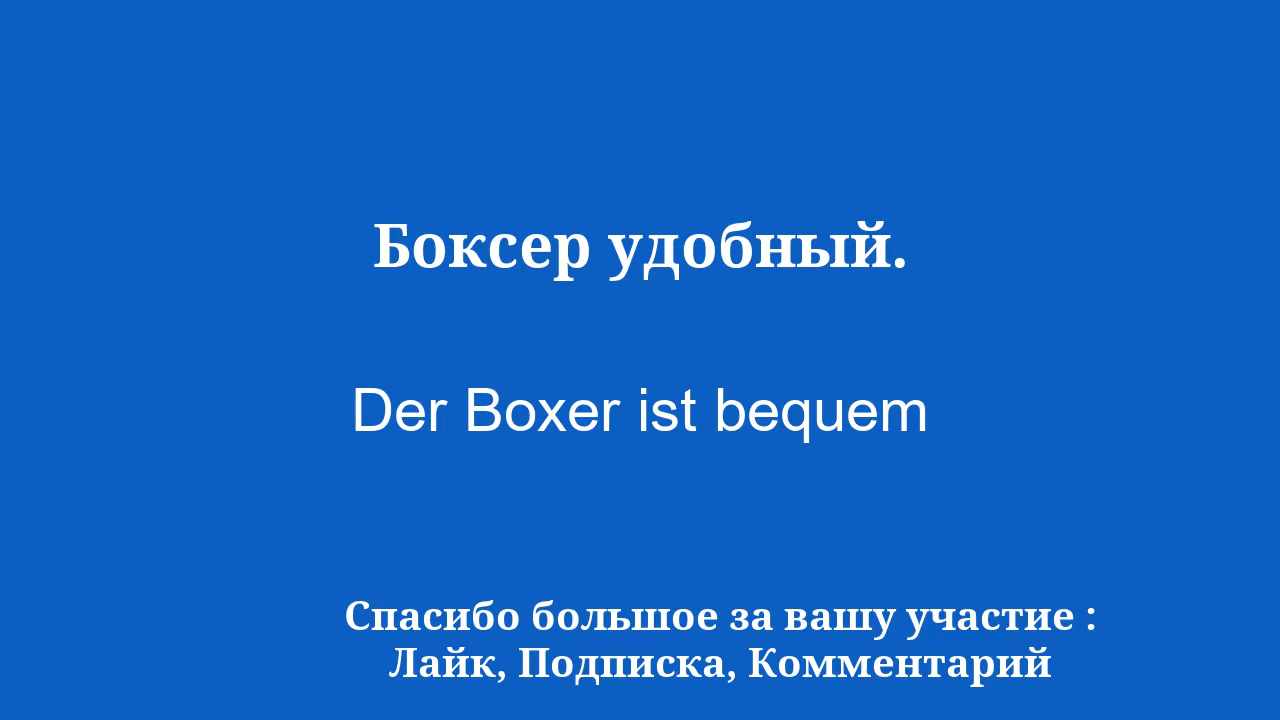 Боксер удобный.
Der Boxer ist bequem
Спасибо большое за вашу участие :
Лайк, Подписка, Комментарий